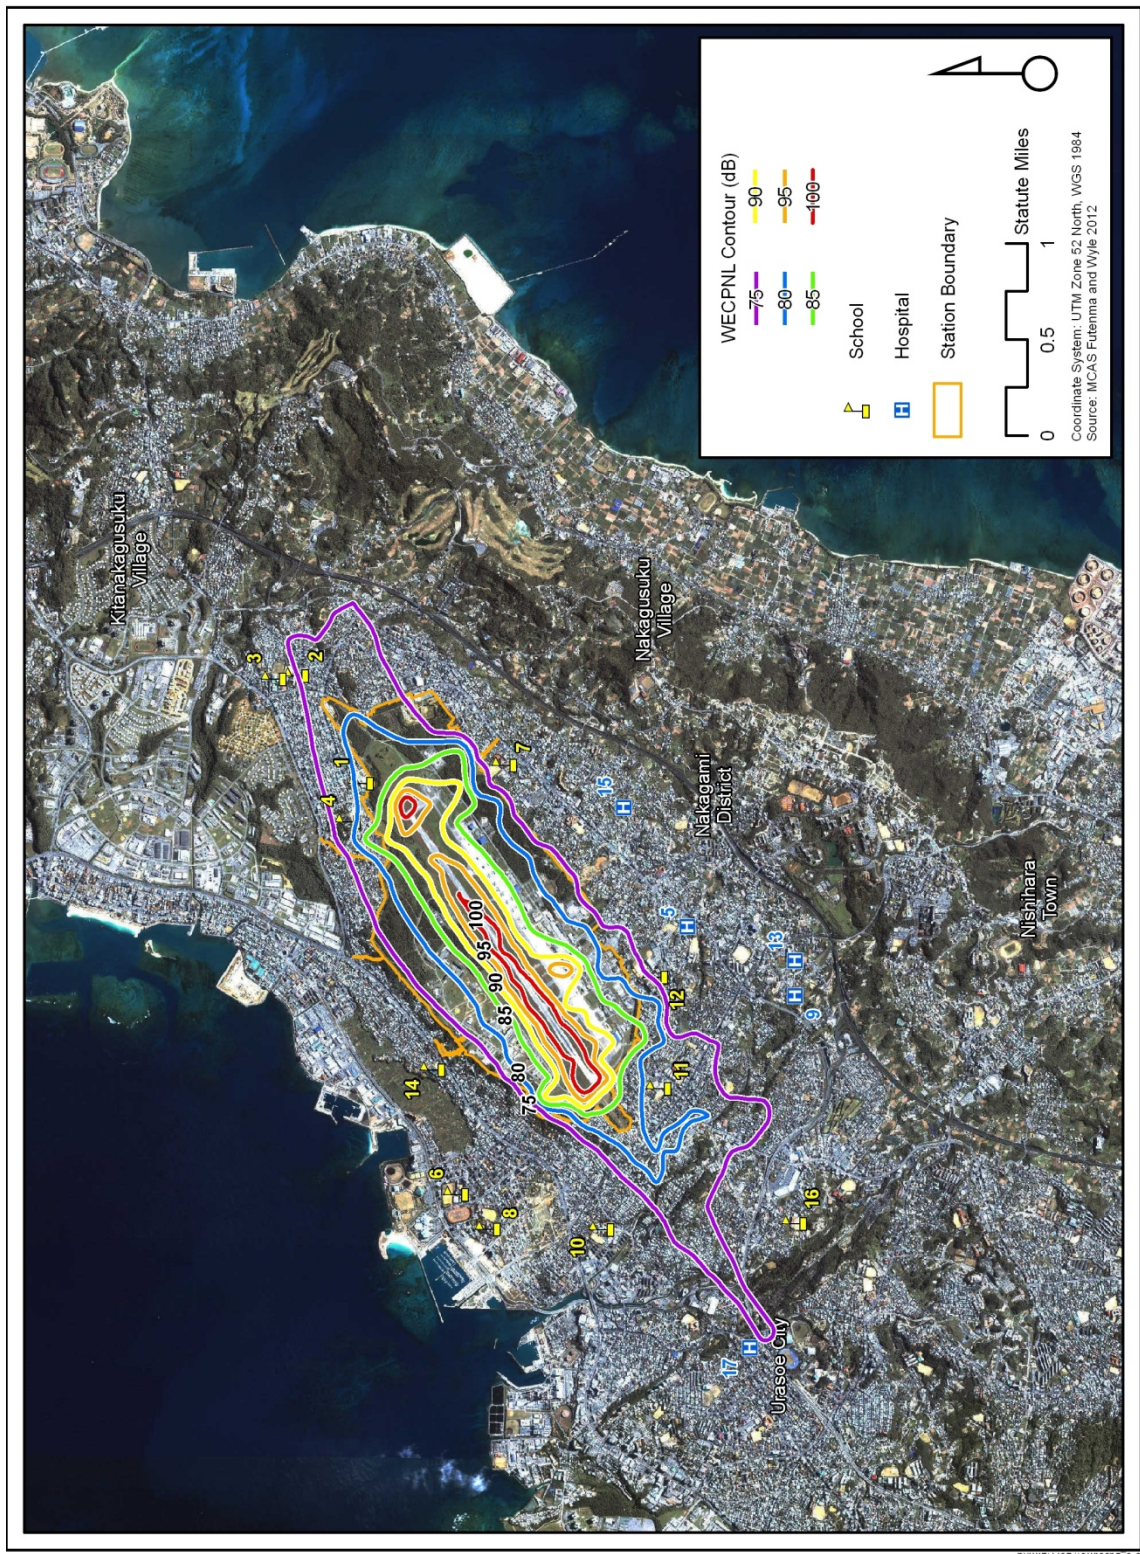 Kitanakagusuku
Village
3
2
1
4
7
15
Nakagusuku
Village
Nakagami
District
5
13
9
12
11
Nishihara
Town
14
6
8
10
16
17
Urasoe City
100
95
90
85
80
75
WECPNL Contour (dB)
75 90
80 95
85 100
School
Hospital
Station Boundary
0 0.5 1 Statute Miles
Coordinate System: UTM Zone 52 North, WGS 1984
Source: MCAS Futenma and Wyle 2012
H
H
H
H
H
H